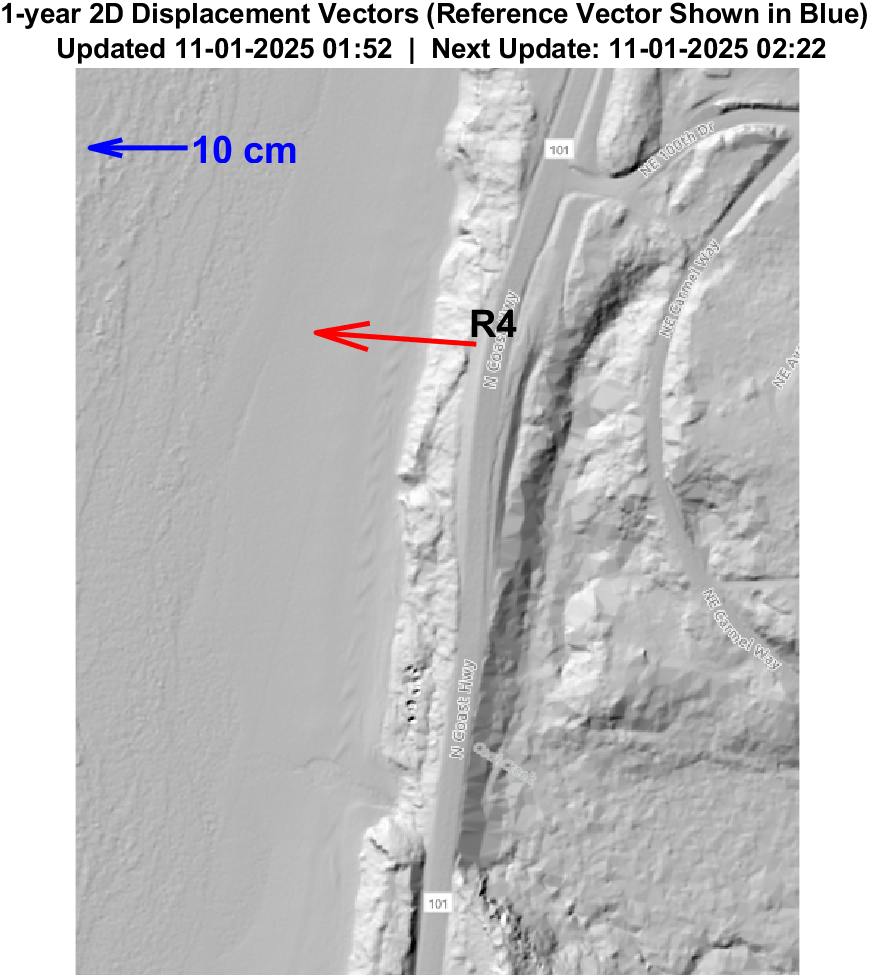 1-year 2D Displacement Vectors (Reference Vector Shown in Blue)
Updated 11-01-2025 01:52 | Next Update: 11-01-2025 02:22
10 cm
101
NE 100th Dr
NE Carmel Way
R4
N Coast Hwy
NE
NE Carmel Way
N Coast Hwy
101